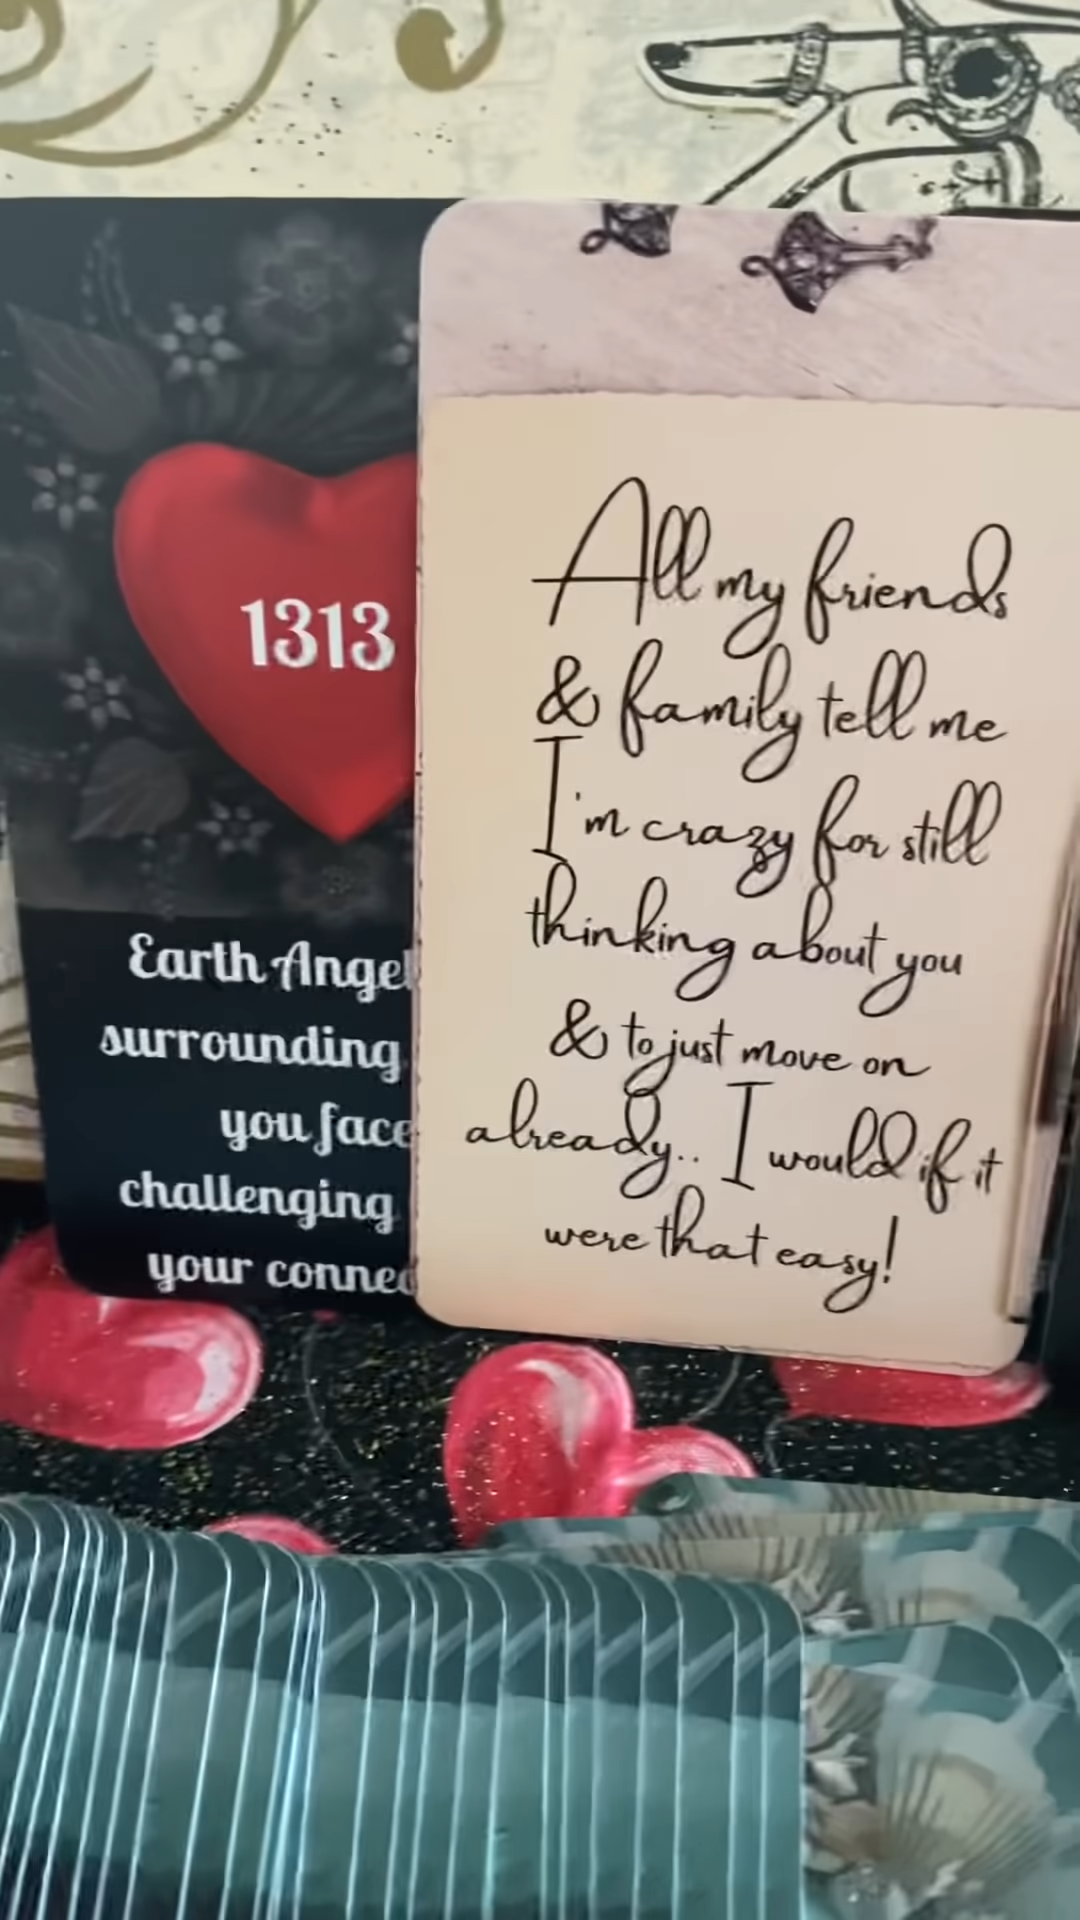 1313
Earth Angel
surrounding
you face
challenging
your
All my friends
& family tell me
I'm crazy for still
thinking about you
& to just move on
already.. I would if it
were that easy!